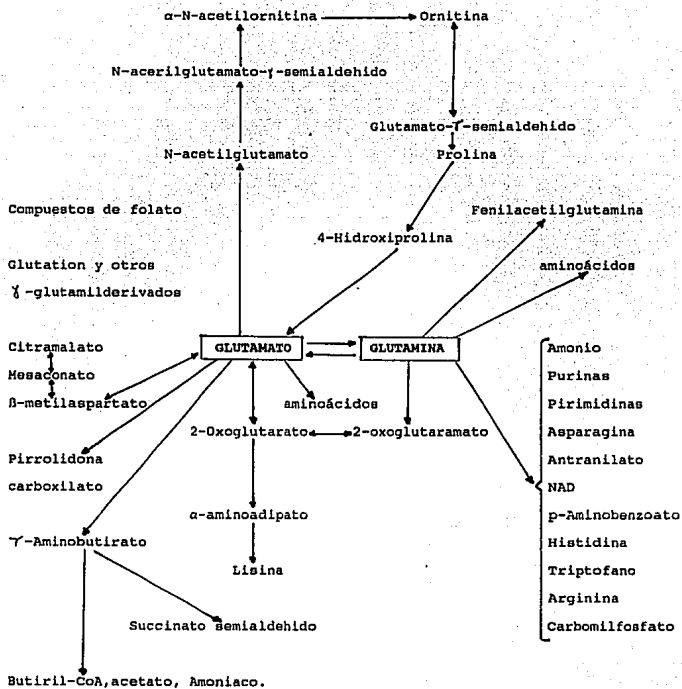 α-N-acetilornitina Ornitina
N-acerilglutamato-γ-semialdehido
Glutamato-γ-semialdehido
N-acetilglutamato Prolina
Compuestos de folato Fenilacetilglutamina
4-Hidroxiprolina
Glutation y otros aminoácidos
γ-glutamilderivados
Citramalato GLUTAMATO GLUTAMINA Amonio
Mesaconato Purinas
ß-metilaspartato aminoácidos Pirimidinas
2-Oxoglutarato 2-oxoglutaramato Asparagina
Pirrolidona Antranilato
carboxilato NAD
α-aminoadipato p-Aminobenzoato
γ-Aminobutirato Histidina
Lisina Triptofano
Arginina
Succinato semialdehido Carbomilfosfato
Butiril-CoA,acetato, Amoniaco.